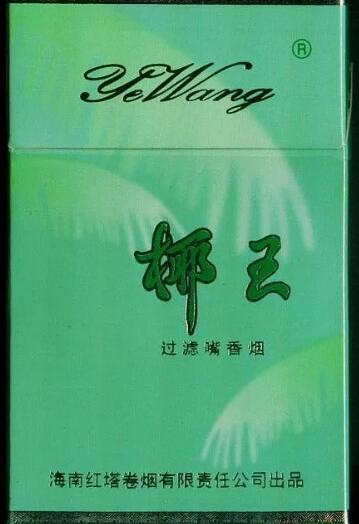 YeWang
®
椰王
过滤嘴香烟
海南红塔卷烟有限责任公司出品